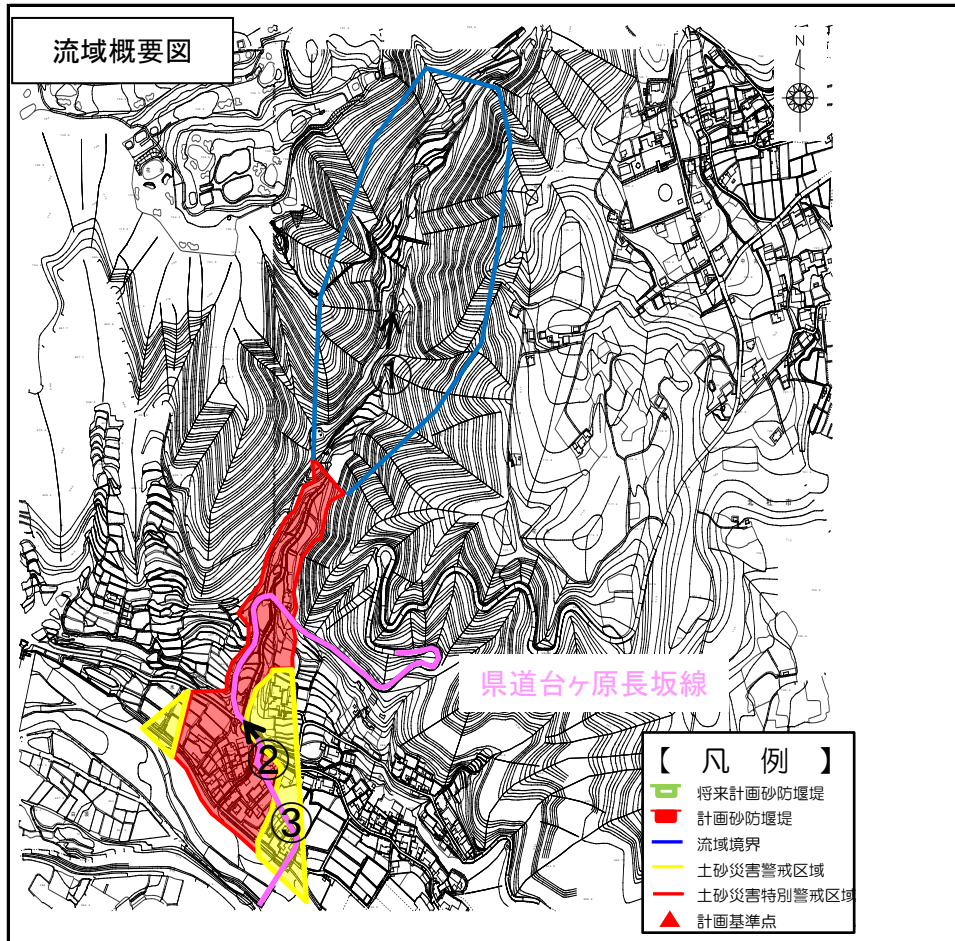 流域概要図
N
1
県道台ヶ原長坂線
②
③
【 凡 例 】
将来計画砂防堰堤
計画砂防堰堤
流域境界
土砂災害警戒区域
土砂災害特別警戒区域
計画基準点